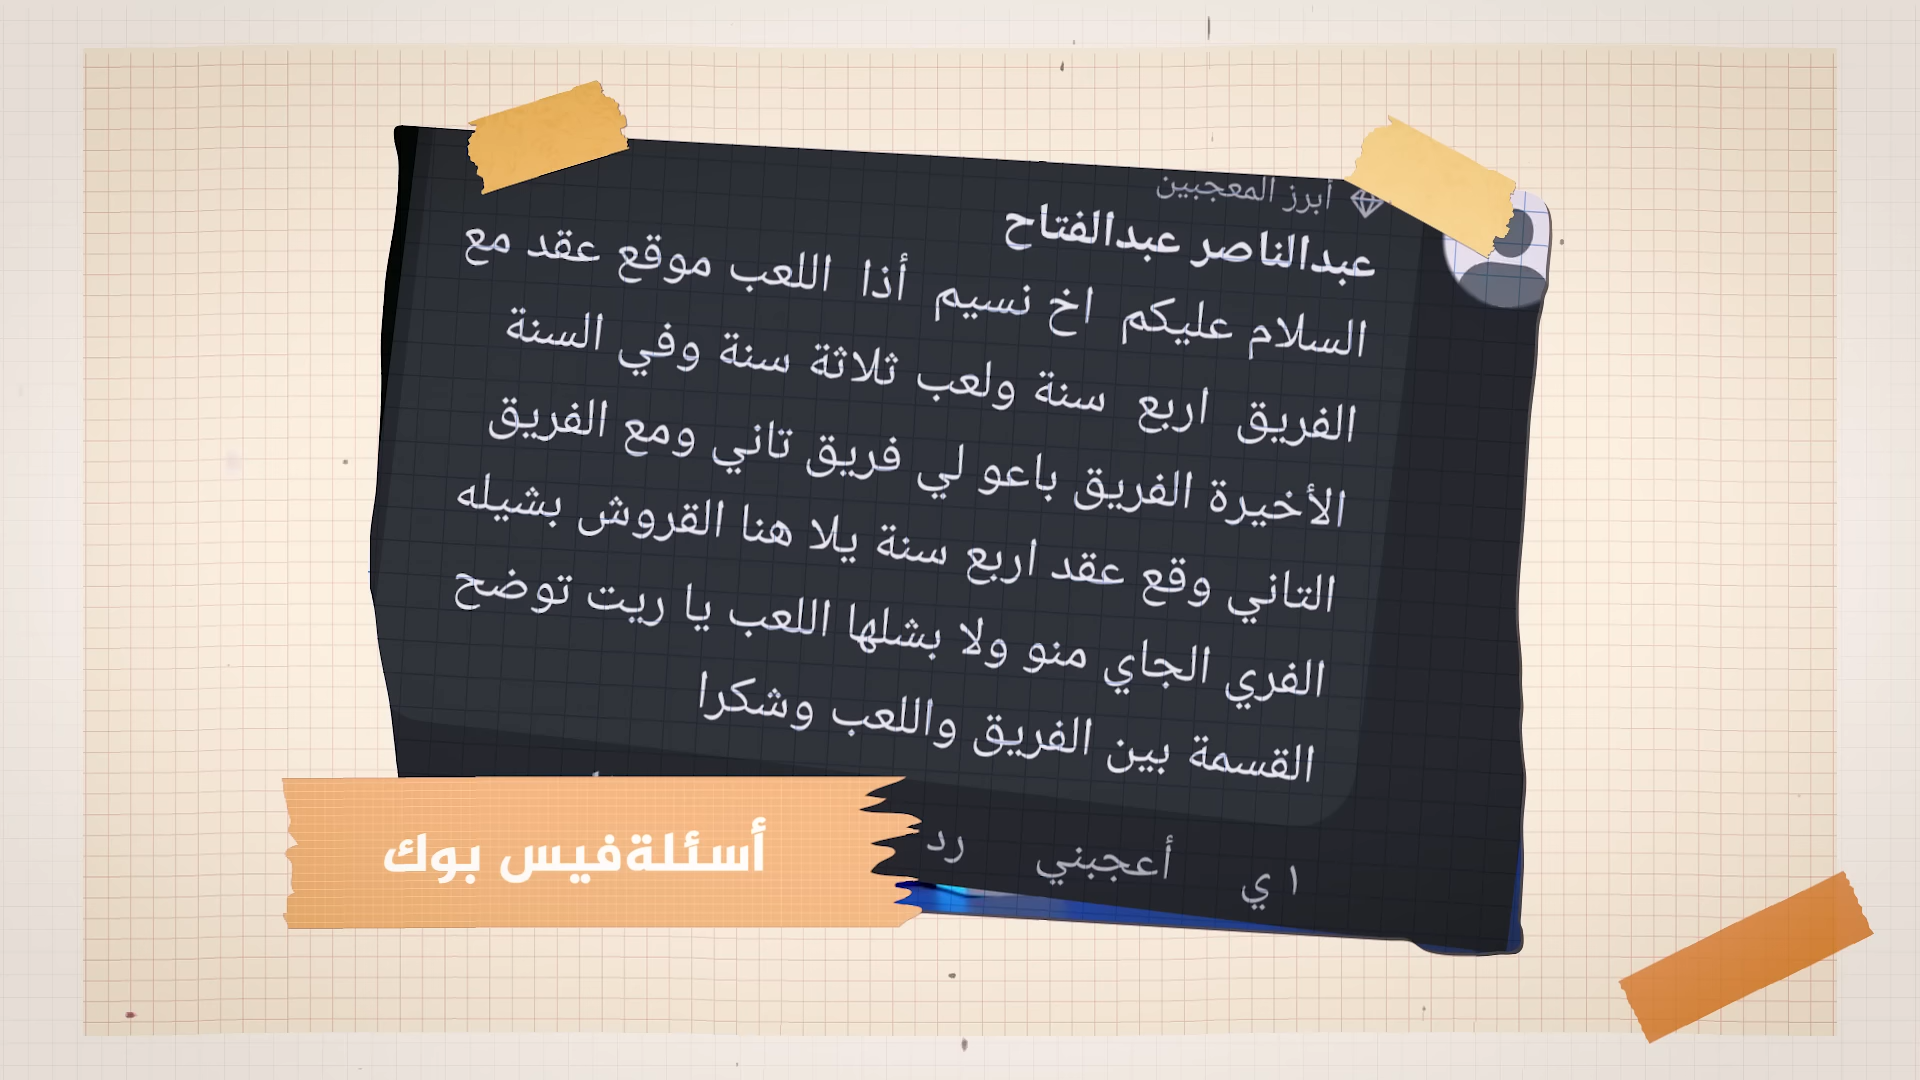 أبرز المعجبين
عبدالناصر عبدالفتاح
السلام عليكم اخ نسيم أذا اللعب موقع عقد مع
الفريق اربع سنة ولعب ثلاثة سنة وفي السنة
الأخيرة الفريق باعو لي فريق تاني ومع الفريق
التاني وقع عقد اربع سنة يلا هنا القروش بشيله
الفري الجاي منو ولا بشلها اللعب يا ريت توضح
القسمة بين الفريق واللعب وشكرا
١ ي أعجبني رد
أسئلةفيس بوك